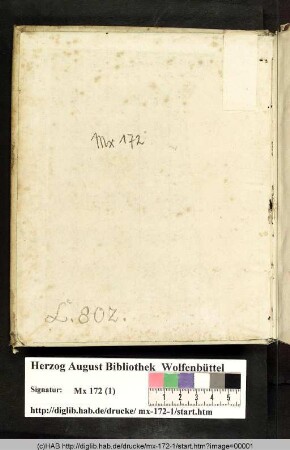 Mx 172
L. 802.
Herzog August Bibliothek Wolfenbüttel
Signatur: Mx 172 (1)
1 2 3 4 5
http://diglib.hab.de/drucke/ mx-172-1/start.htm
(c)HAB http://diglib.hab.de/drucke/mx-172-1/start.htm?image=00001